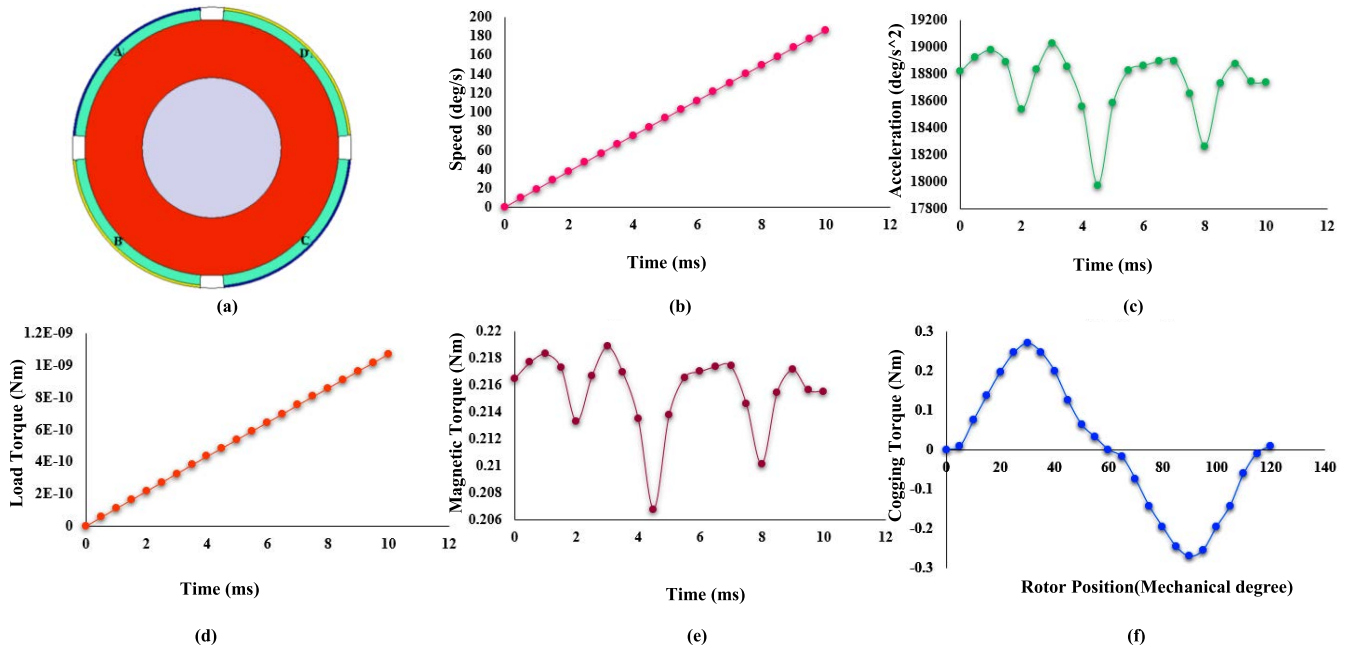 A
D
B
C
(a)
200
180
160
140
120
100
80
60
40
20
0
0 2 4 6 8 10 12
Speed (deg/s)
Time (ms)
(b)
19200
19000
18800
18600
18400
18200
18000
17800
0 2 4 6 8 10 12
Acceleration (deg/s^2)
Time (ms)
(c)
1.2E-09
1E-09
8E-10
6E-10
4E-10
2E-10
0
0 2 4 6 8 10 12
Load Torque (Nm)
Time (ms)
(d)
0.22
0.218
0.216
0.214
0.212
0.21
0.208
0.206
0 2 4 6 8 10 12
Magnetic Torque (Nm)
Time (ms)
(e)
0.3
0.2
0.1
0
-0.1
-0.2
-0.3
0 20 40 60 80 100 120 140
Cogging Torque (Nm)
Rotor Position(Mechanical degree)
(f)